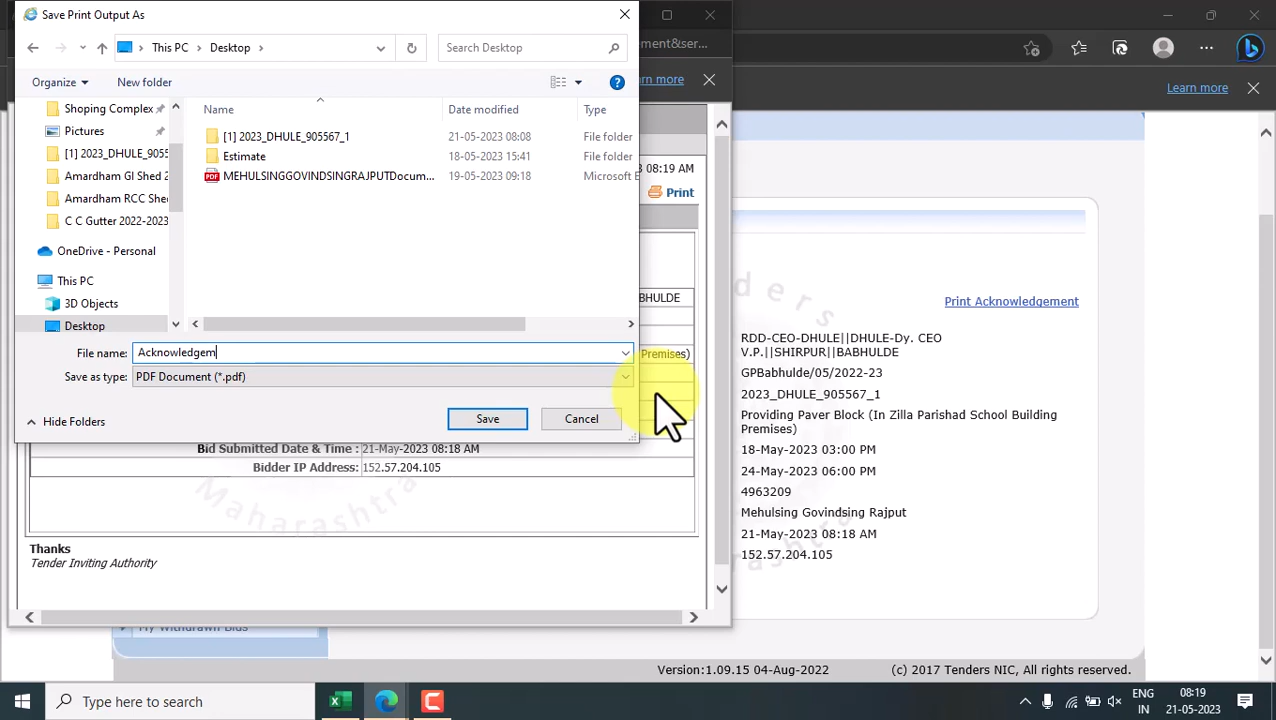 Save Print Output As
This PC > Desktop >
Search Desktop
Organize
New folder
Name
Date modified
Type
Shoping Complex
Pictures
[1] 2023_DHULE_9055
Amardham GI Shed 2
Amardham RCC Shed
C C Gutter 2022-2023
OneDrive - Personal
This PC
3D Objects
Desktop
[1] 2023_DHULE_905567_1
21-05-2023 08:08
File folder
Estimate
18-05-2023 15:41
File folder
PDF
MEHULSINGGOVINDSINGRAJPUTDocum...
19-05-2023 09:18
Microsoft E
File name:
Acknowledgem
Save as type:
PDF Document (*.pdf)
Hide Folders
Save
Cancel
ment&ser...
rn more
08:19 AM
Print
BHULDE
Premises)
Bid Submitted Date & Time :
21-May-2023 08:18 AM
Bidder IP Address:
152.57.204.105
Maharashtra
Thanks
Tender Inviting Authority
Learn more
Print Acknowledgement
RDD-CEO-DHULE||DHULE-Dy. CEO
V.P.||SHIRPUR||BABHULDE
GPBabhulde/05/2022-23
2023_DHULE_905567_1
Providing Paver Block (In Zilla Parishad School Building
Premises)
18-May-2023 03:00 PM
24-May-2023 06:00 PM
4963209
Mehulsing Govindsing Rajput
21-May-2023 08:18 AM
152.57.204.105
My Withdrawn Bids
Version:1.09.15 04-Aug-2022
(c) 2017 Tenders NIC, All rights reserved.
Type here to search
ENG
IN
08:19
21-05-2023